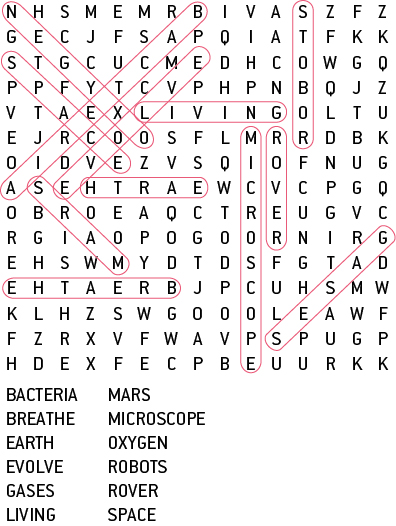 N H S M E M R B I V A S Z F Z
G E C J F S A P Q I A T F K K
S T G C U C M E D H C O W G Q
P P F Y T C V P H P N B Q J Z
V T A E X L I V I N G O L T U
E J R C O O S F L M R R D B K
O I D V E Z V S Q I O F N U G
A S E H T R A E W C V C P G Q
O B R O E A Q C T R E U G V C
R G I A O P O G O O R N I R G
E H S W M Y D T D S F G T A D
E H T A E R B J P C U H S M W
K L H Z S W G O O O L E A W F
F Z R X V F W A V P S P U G P
H D E X F E C P B E U U R K K
BACTERIA MARS
BREATHE MICROSCOPE
EARTH OXYGEN
EVOLVE ROBOTS
GASES ROVER
LIVING SPACE